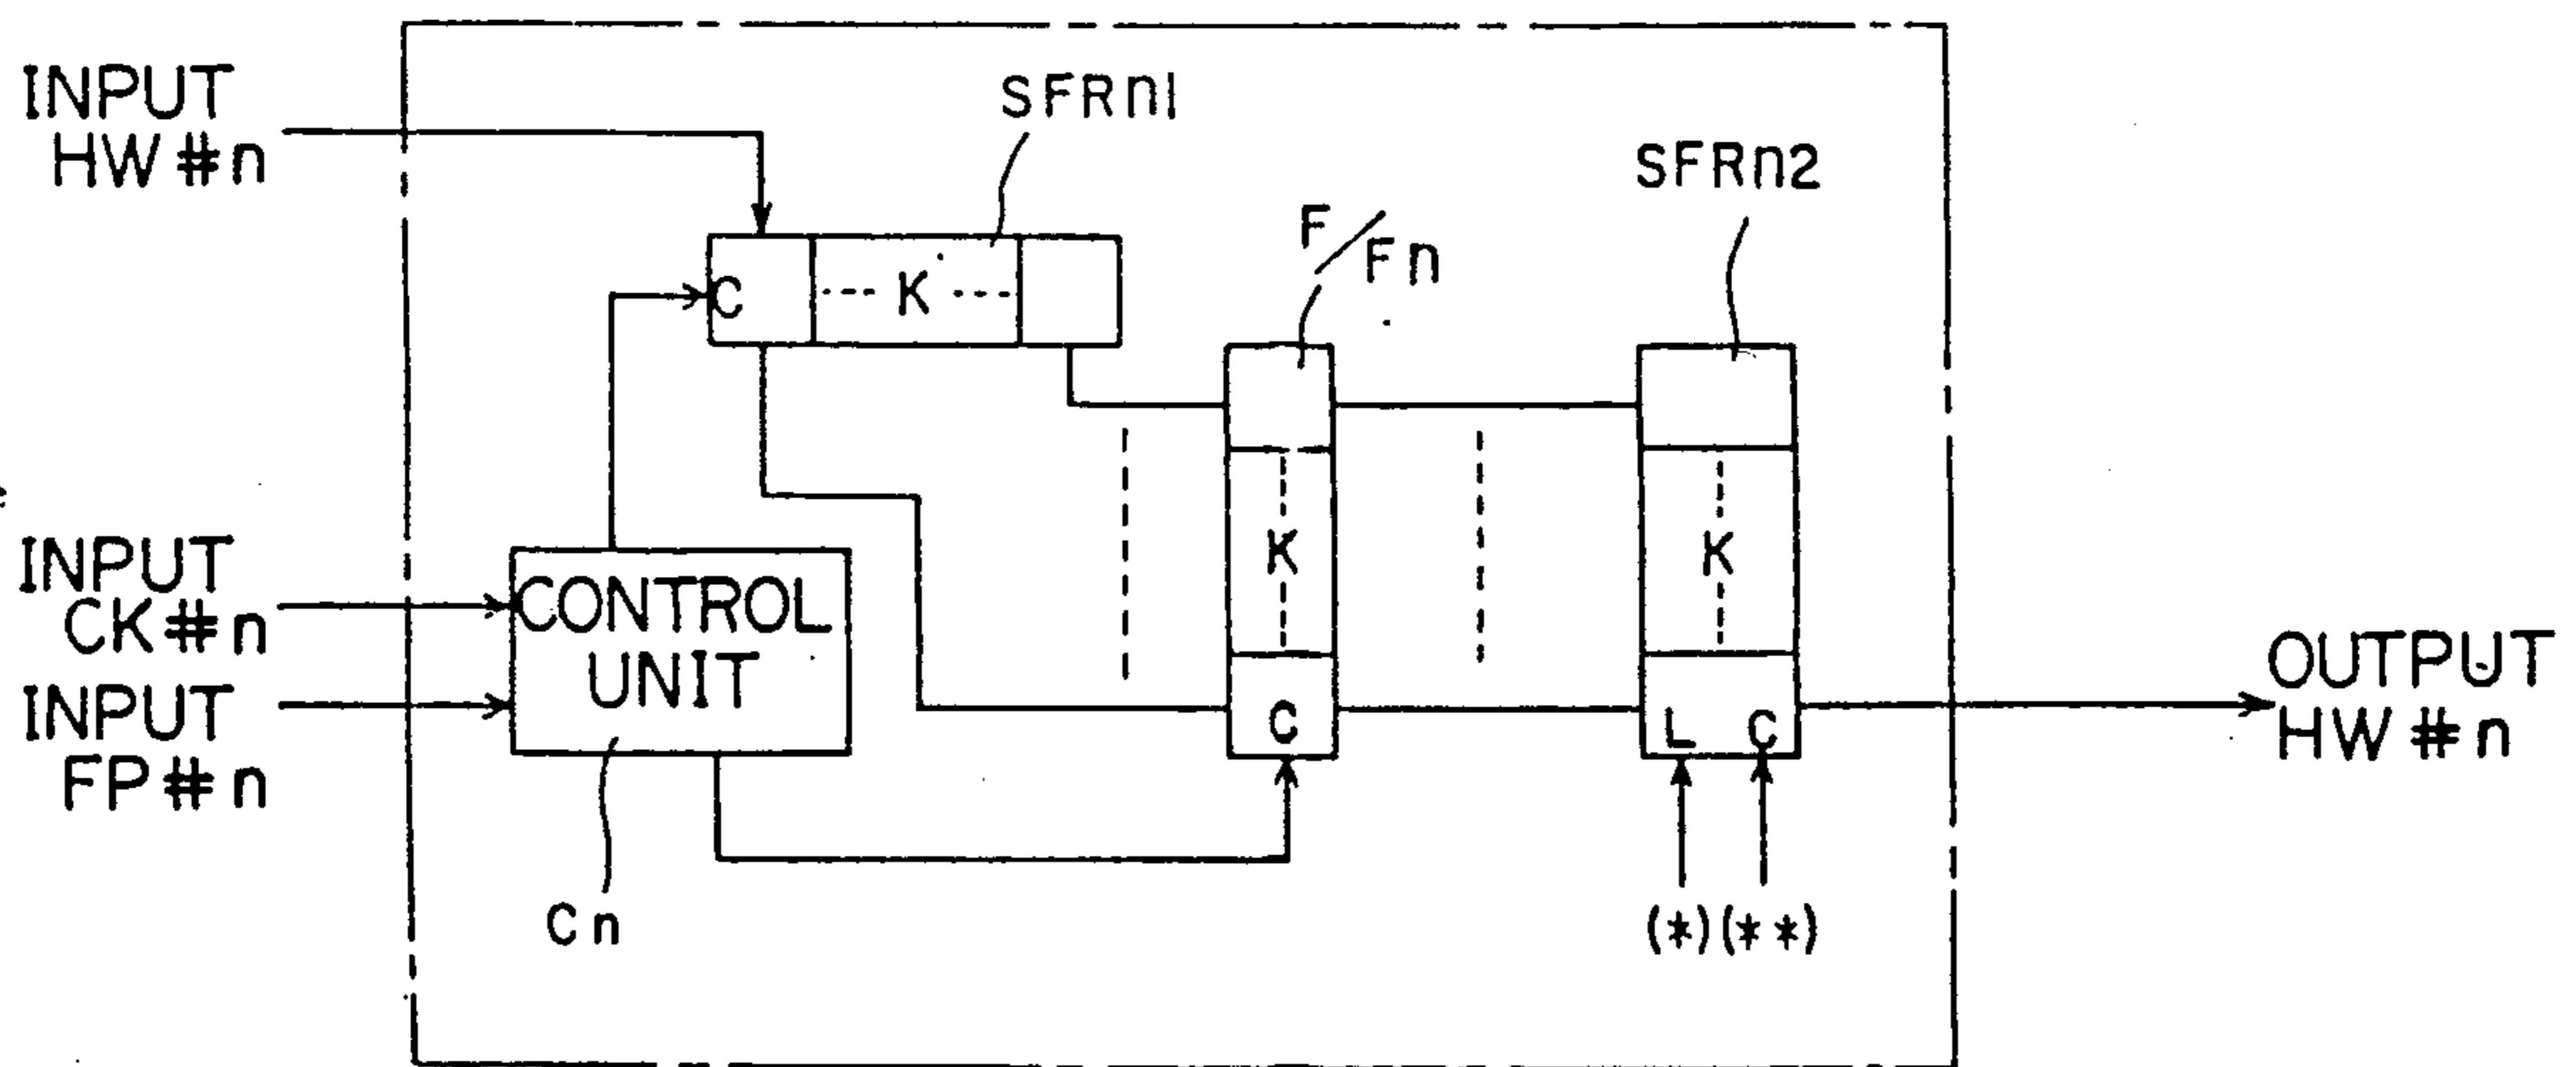 INPUT
HW #n
SFRn1
SFRn2
F/Fn
C
--- K ----
K
K
INPUT
CK #n
CONTROL
UNIT
INPUT
FP #n
C
L C
OUTPUT
HW #n
Cn
(*) (**)